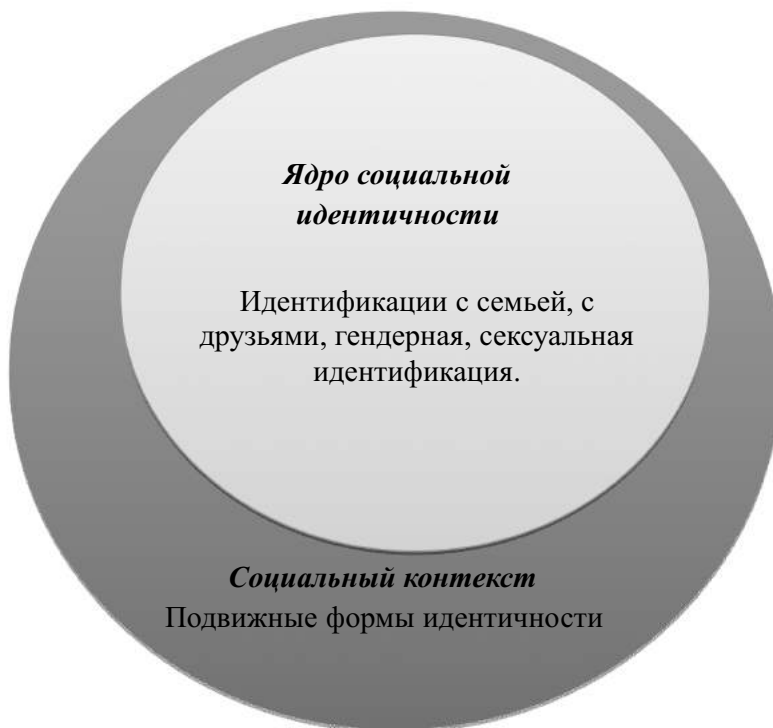 Ядро социальной
идентичности
Идентификации с семьей, с
друзьями, гендерная, сексуальная
идентификация.
Социальный контекст
Подвижные формы идентичности